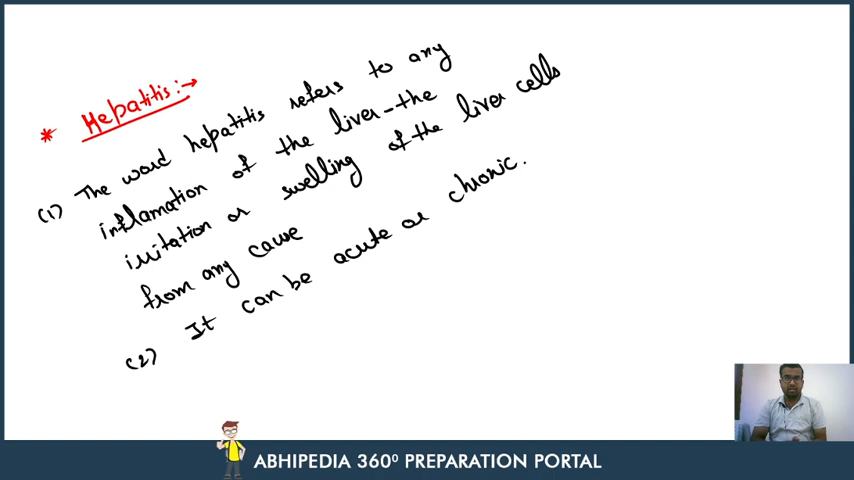 * Hepatitis:→
(1) The word hepatitis refers to any
inflamation of the liver-the
irritation or swelling of the liver cells
from any cause
(2) It can be acute or chronic.
ABHIPEDIA 360⁰ PREPARATION PORTAL